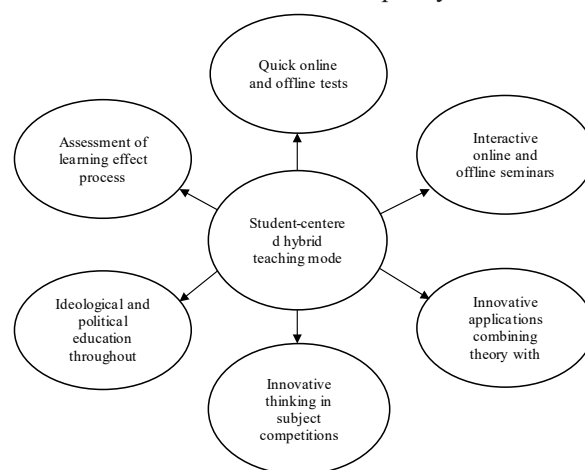 Quick online
and offline tests
Assessment of
learning effect
process
Interactive
online and
offline seminars
Student-centere
d hybrid
teaching mode
Ideological and
political
education
throughout
Innovative
applications
combining
theory with
Innovative
thinking in
subject
competitions